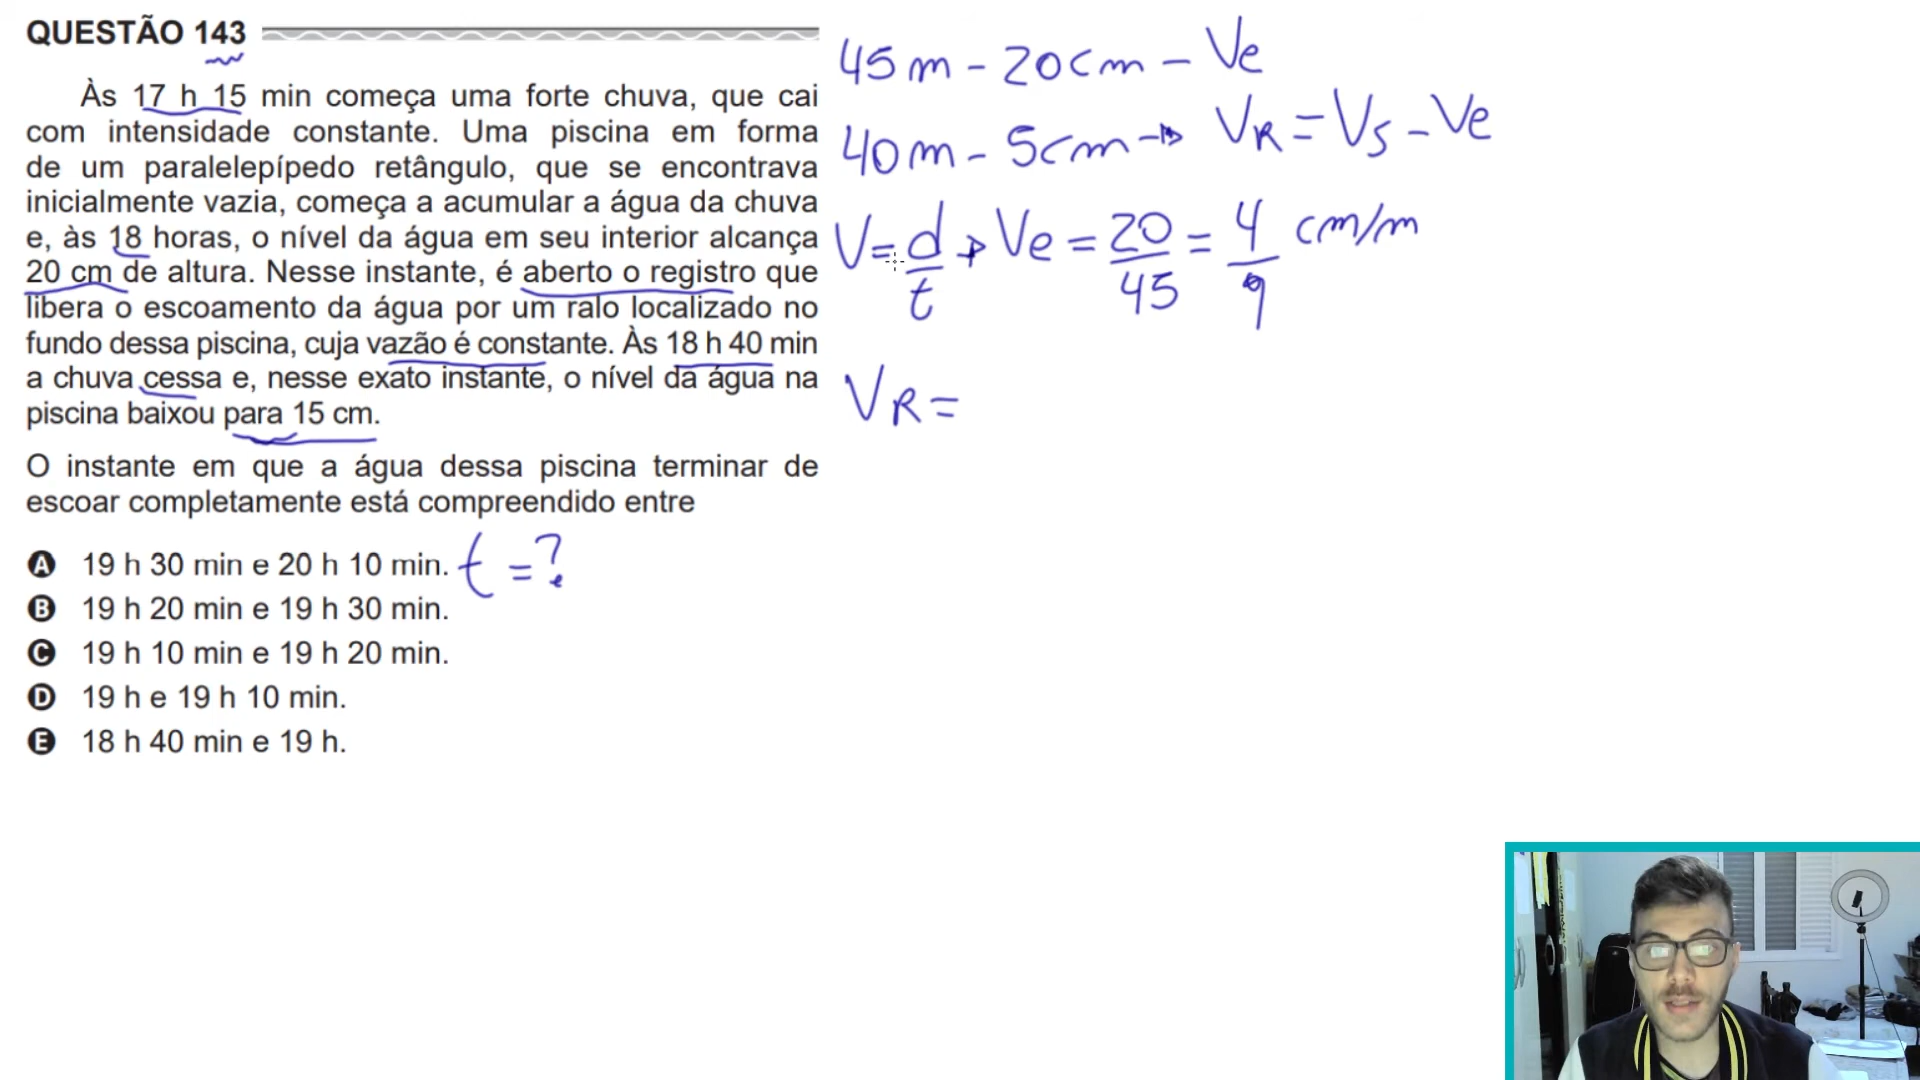 QUESTÃO 143
Às 17 h 15 min começa uma forte chuva, que cai
com intensidade constante. Uma piscina em forma
de um paralelepípedo retângulo, que se encontrava
inicialmente vazia, começa a acumular a água da chuva
e, às 18 horas, o nível da água em seu interior alcança
20 cm de altura. Nesse instante, é aberto o registro que
libera o escoamento da água por um ralo localizado no
fundo dessa piscina, cuja vazão é constante. Às 18 h 40 min
a chuva cessa e, nesse exato instante, o nível da água na
piscina baixou para 15 cm.
O instante em que a água dessa piscina terminar de
escoar completamente está compreendido entre
A 19 h 30 min e 20 h 10 min.
B 19 h 20 min e 19 h 30 min.
C 19 h 10 min e 19 h 20 min.
D 19 h e 19 h 10 min.
E 18 h 40 min e 19 h.
t = ?
45m - 20cm - Ve
40m - 5cm → VR = Vs - Ve
V = d/t → Ve = 20/45 = 4/9 cm/m
VR =